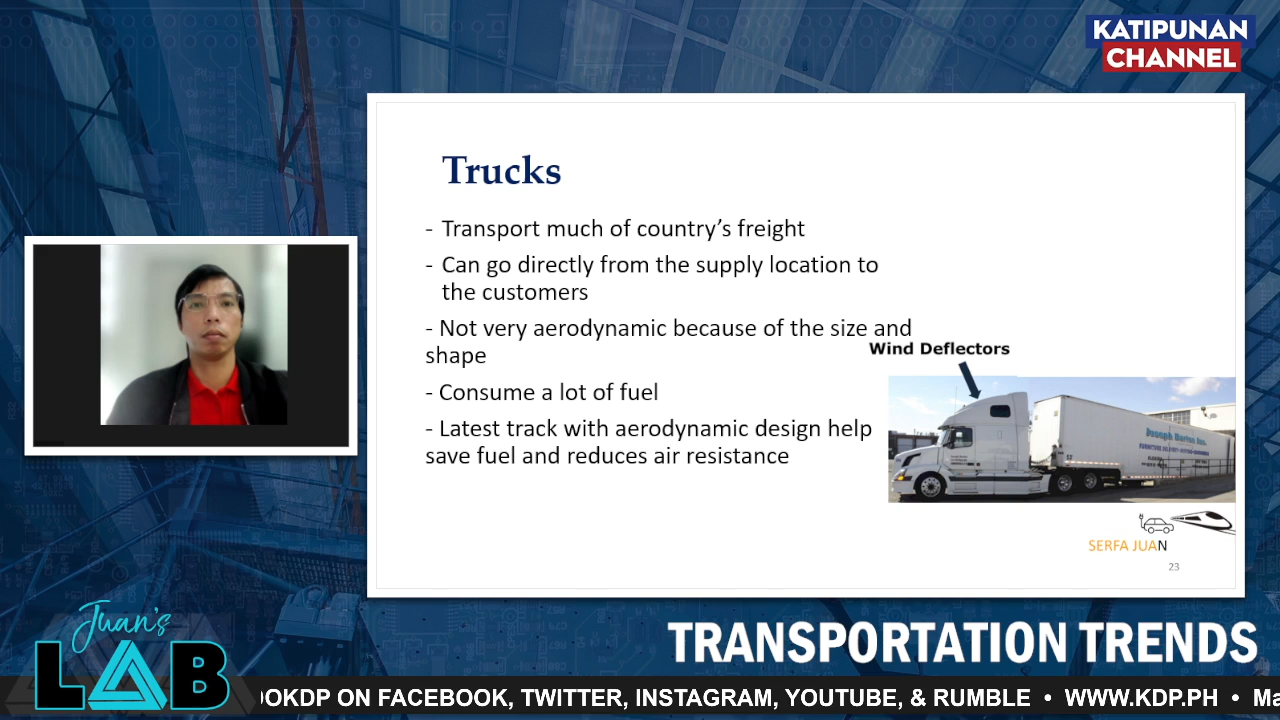 KATIPUNAN
CHANNEL
Trucks
- Transport much of country’s freight
- Can go directly from the supply location to
the customers
- Not very aerodynamic because of the size and
shape
Wind Deflectors
- Consume a lot of fuel
- Latest track with aerodynamic design help
save fuel and reduces air resistance
SERFA JUAN
23
Juan's
LAB
TRANSPORTATION TRENDS
OKDP ON FACEBOOK, TWITTER, INSTAGRAM, YOUTUBE, & RUMBLE • WWW.KDP.PH • Ma